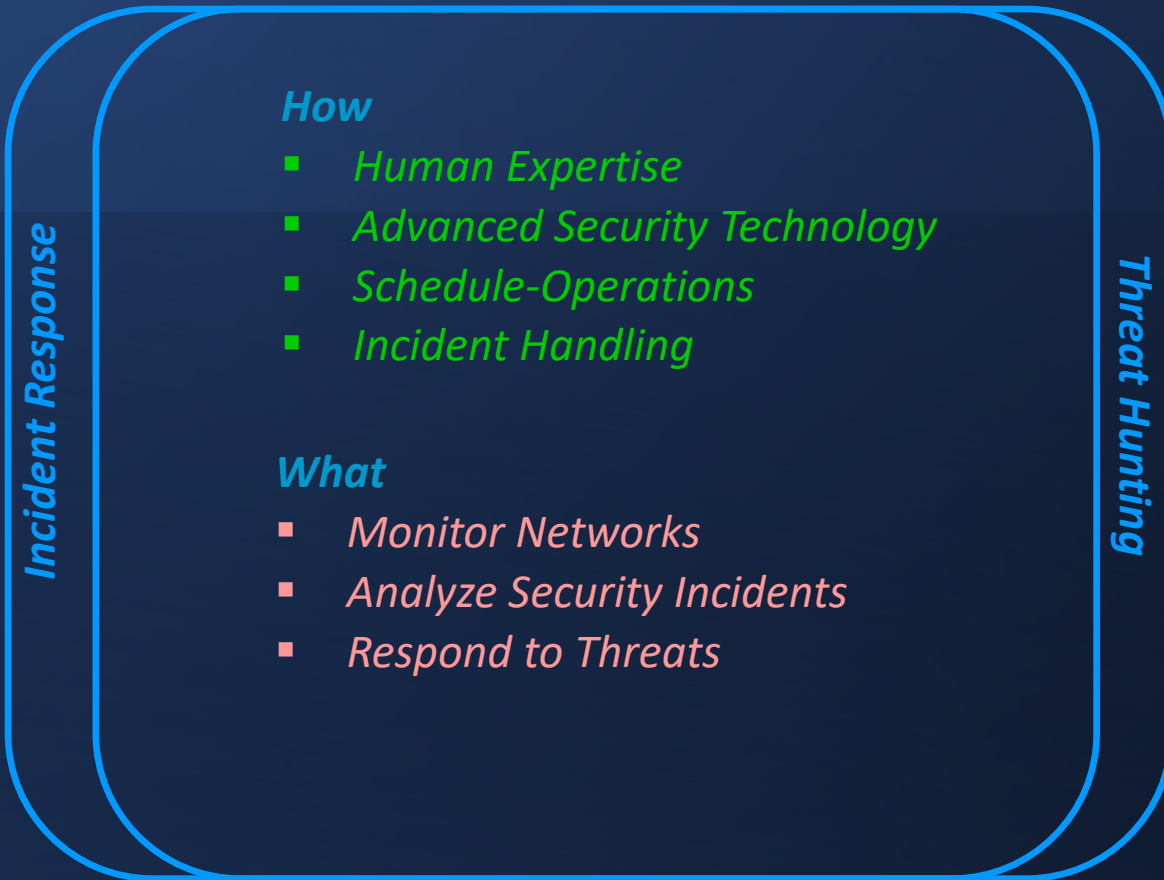 Incident Response
How
▪ Human Expertise
▪ Advanced Security Technology
▪ Schedule-Operations
▪ Incident Handling
What
▪ Monitor Networks
▪ Analyze Security Incidents
▪ Respond to Threats
Threat Hunting